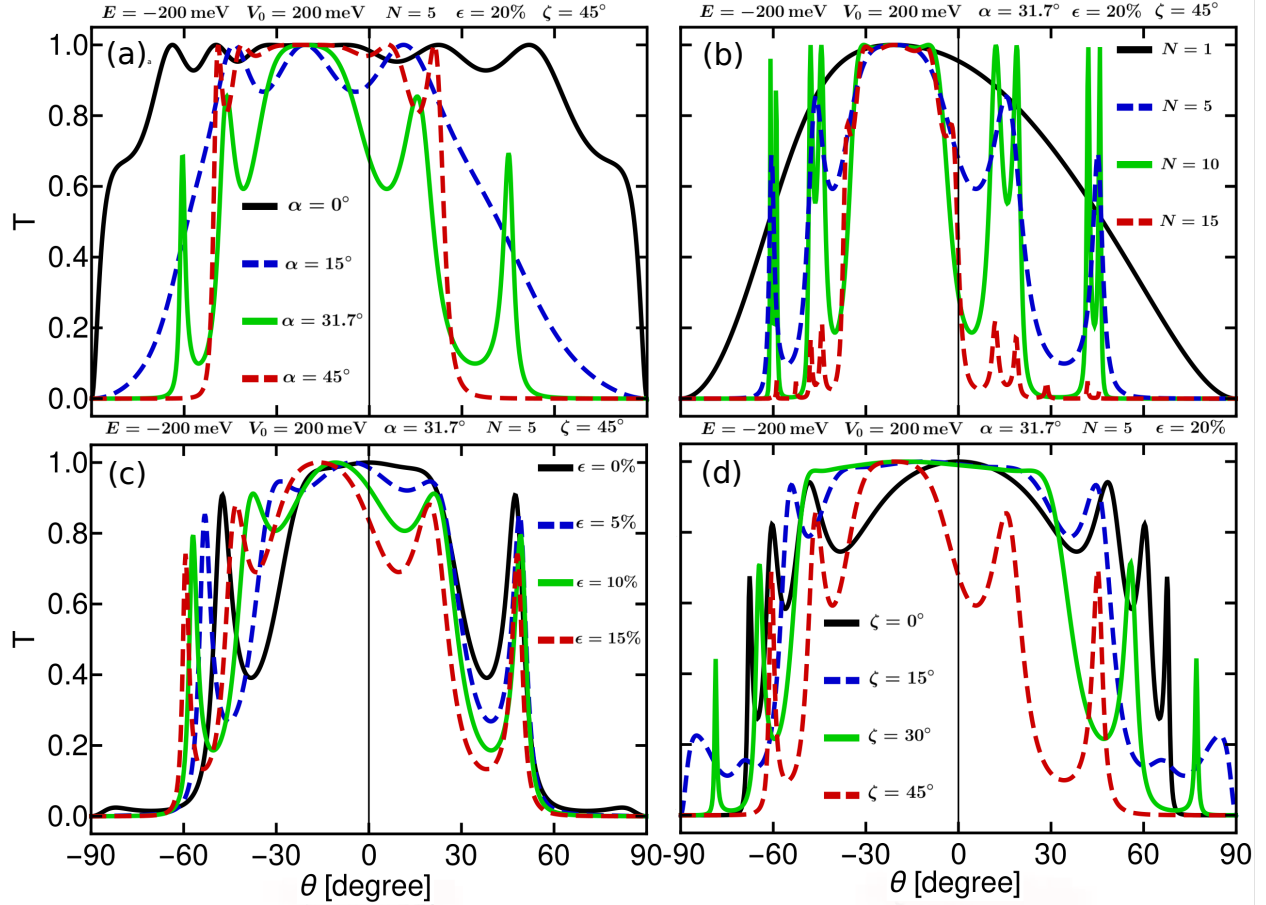 E = −200 meV V₀ = 200 meV N = 5 ϵ = 20% ζ = 45°
(a)
T
1.0
0.8
0.6
0.4
0.2
0.0
α = 0°
α = 15°
α = 31.7°
α = 45°
E = −200 meV V₀ = 200 meV α = 31.7° ϵ = 20% ζ = 45°
(b)
N = 1
N = 5
N = 10
N = 15
E = −200 meV V₀ = 200 meV α = 31.7° N = 5 ζ = 45°
(c)
T
1.0
0.8
0.6
0.4
0.2
0.0
ϵ = 0%
ϵ = 5%
ϵ = 10%
ϵ = 15%
−90 −60 −30 0 30 60
θ [degree]
E = −200 meV V₀ = 200 meV α = 31.7° N = 5 ϵ = 20%
(d)
ζ = 0°
ζ = 15°
ζ = 30°
ζ = 45°
−90 −60 −30 0 30 60 90
θ [degree]